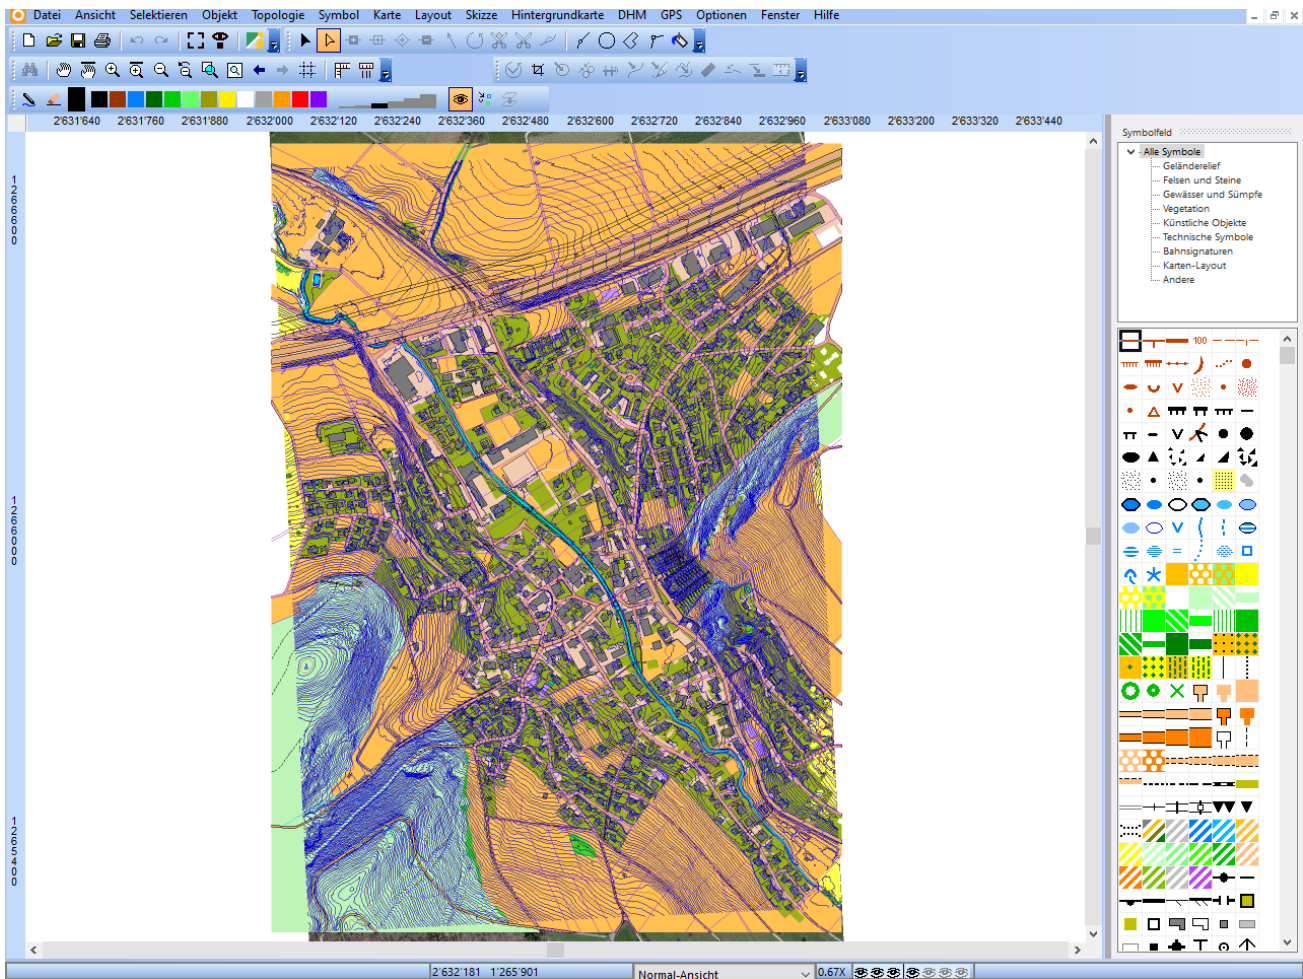 Datei Ansicht Selektieren Objekt Topologie Symbol Karte Layout Skizze Hintergrundkarte DHM GPS Optionen Fenster Hilfe
2'631'640 2'631'760 2'631'880 2'632'000 2'632'120 2'632'240 2'632'360 2'632'480 2'632'600 2'632'720 2'632'840 2'632'960 2'633'080 2'633'200 2'633'320 2'633'440
Symbolfeld
Alle Symbole
Geländerelief
Felsen und Steine
Gewässer und Sümpfe
Vegetation
Künstliche Objekte
Technische Symbole
Bahnsignaturen
Karten-Layout
Andere
1266600
1266000
1265400
100
2'632'181 1'265'901
Normal-Ansicht
0.67X